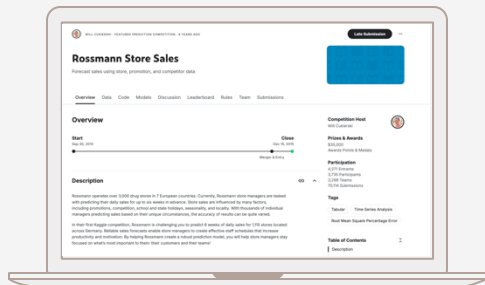 WILL CUKIERSKI · FEATURED PREDICTION COMPETITION · 9 YEARS AGO
Late Submission
Rossmann Store Sales
Forecast sales using store, promotion, and competitor data
Overview Data Code Models Discussion Leaderboard Rules Team Submissions
Overview
Start
Sep 30, 2015
Close
Dec 15, 2015
Merger & Entry
Description
Rossmann operates over 3,000 drug stores in 7 European countries. Currently, Rossmann store managers are tasked
with predicting their daily sales for up to six weeks in advance. Store sales are influenced by many factors,
including promotions, competition, school and state holidays, seasonality, and locality. With thousands of individual
managers predicting sales based on their unique circumstances, the accuracy of results can be quite varied.
In their first Kaggle competition, Rossmann is challenging you to predict 6 weeks of daily sales for 1,115 stores located
across Germany. Reliable sales forecasts enable store managers to create effective staff schedules that increase
productivity and motivation. By helping Rossmann create a robust prediction model, you will help store managers stay
focused on what's most important to them: their customers and their teams!
Competition Host
Will Cukierski
Prizes & Awards
$35,000
Awards Points & Medals
Participation
4,271 Entrants
3,738 Participants
3,298 Teams
Submissions
Tags
Tabular Time Series Analysis
Root Mean Square Percentage Error
Table of Contents
Description